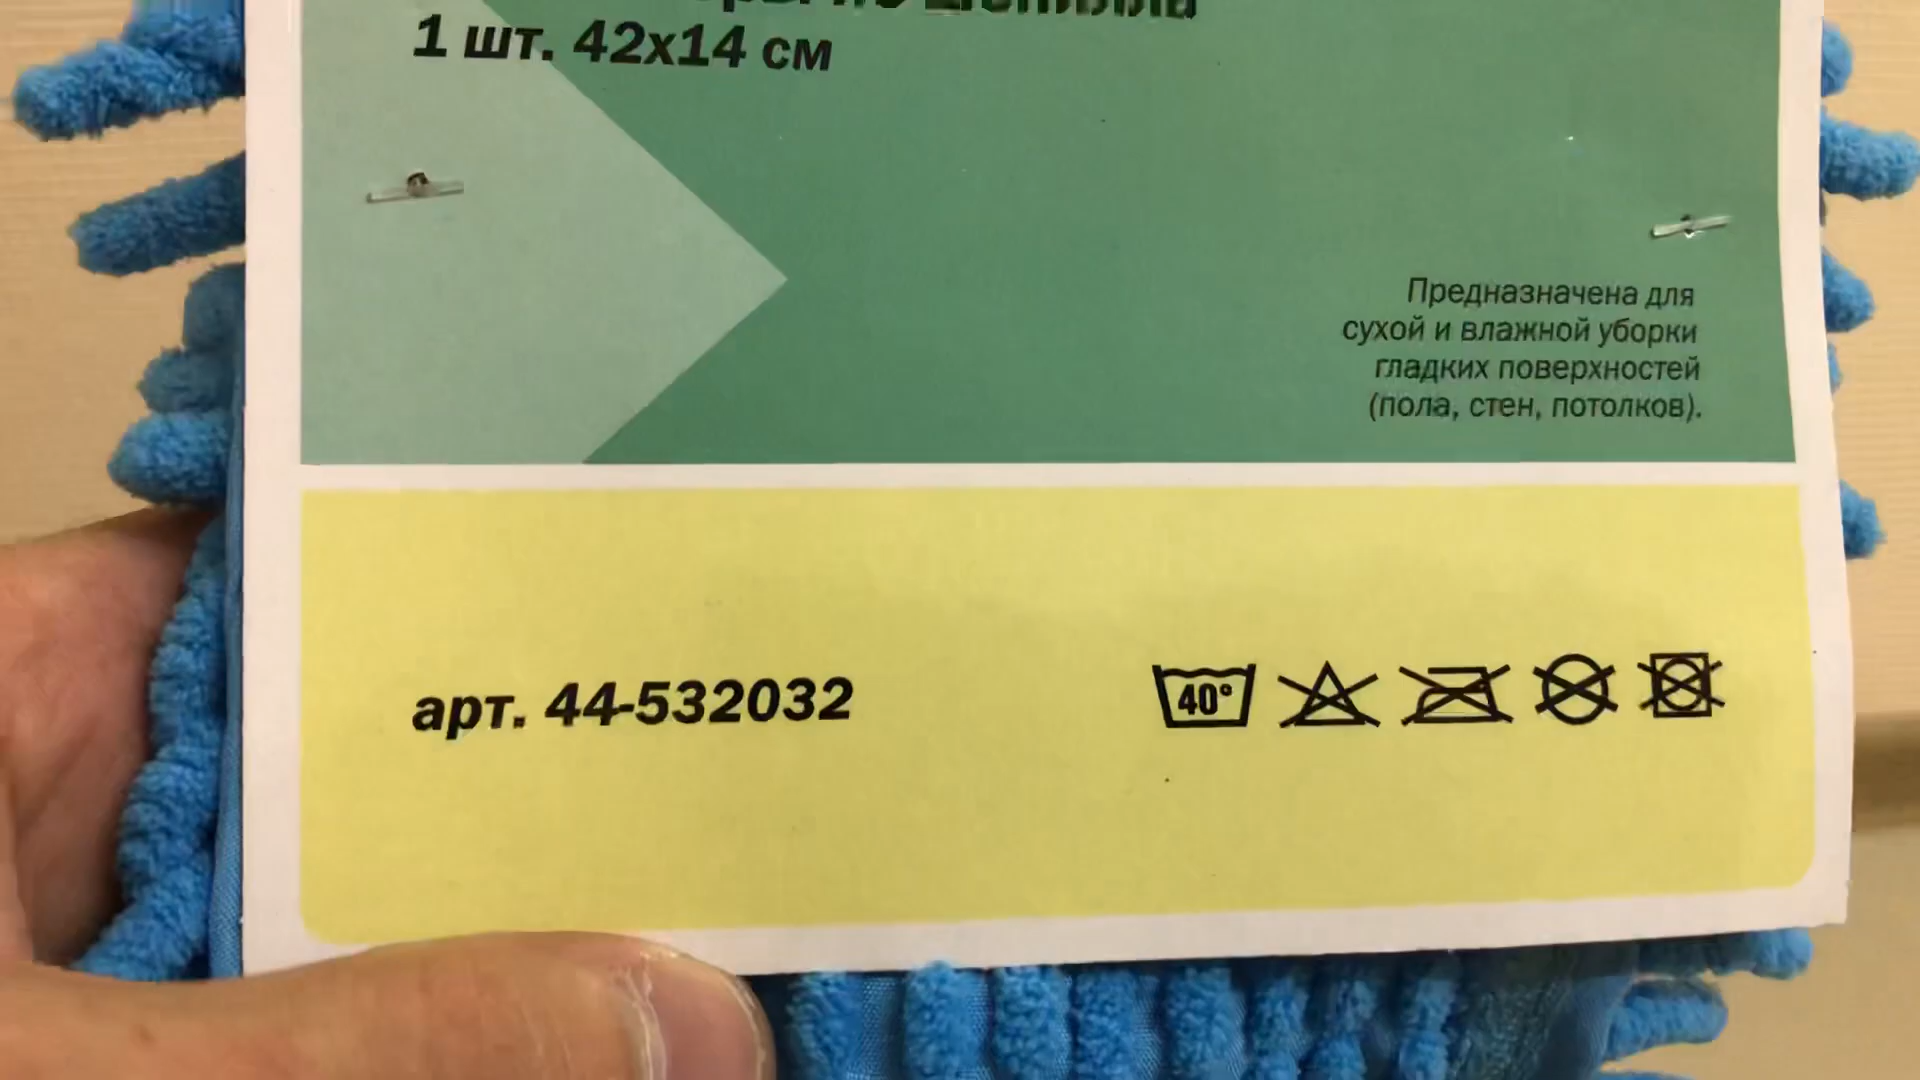 1 шт. 42х14 см
Предназначена для
сухой и влажной уборки
гладких поверхностей
(пола, стен, потолков).
арт. 44-532032
40°